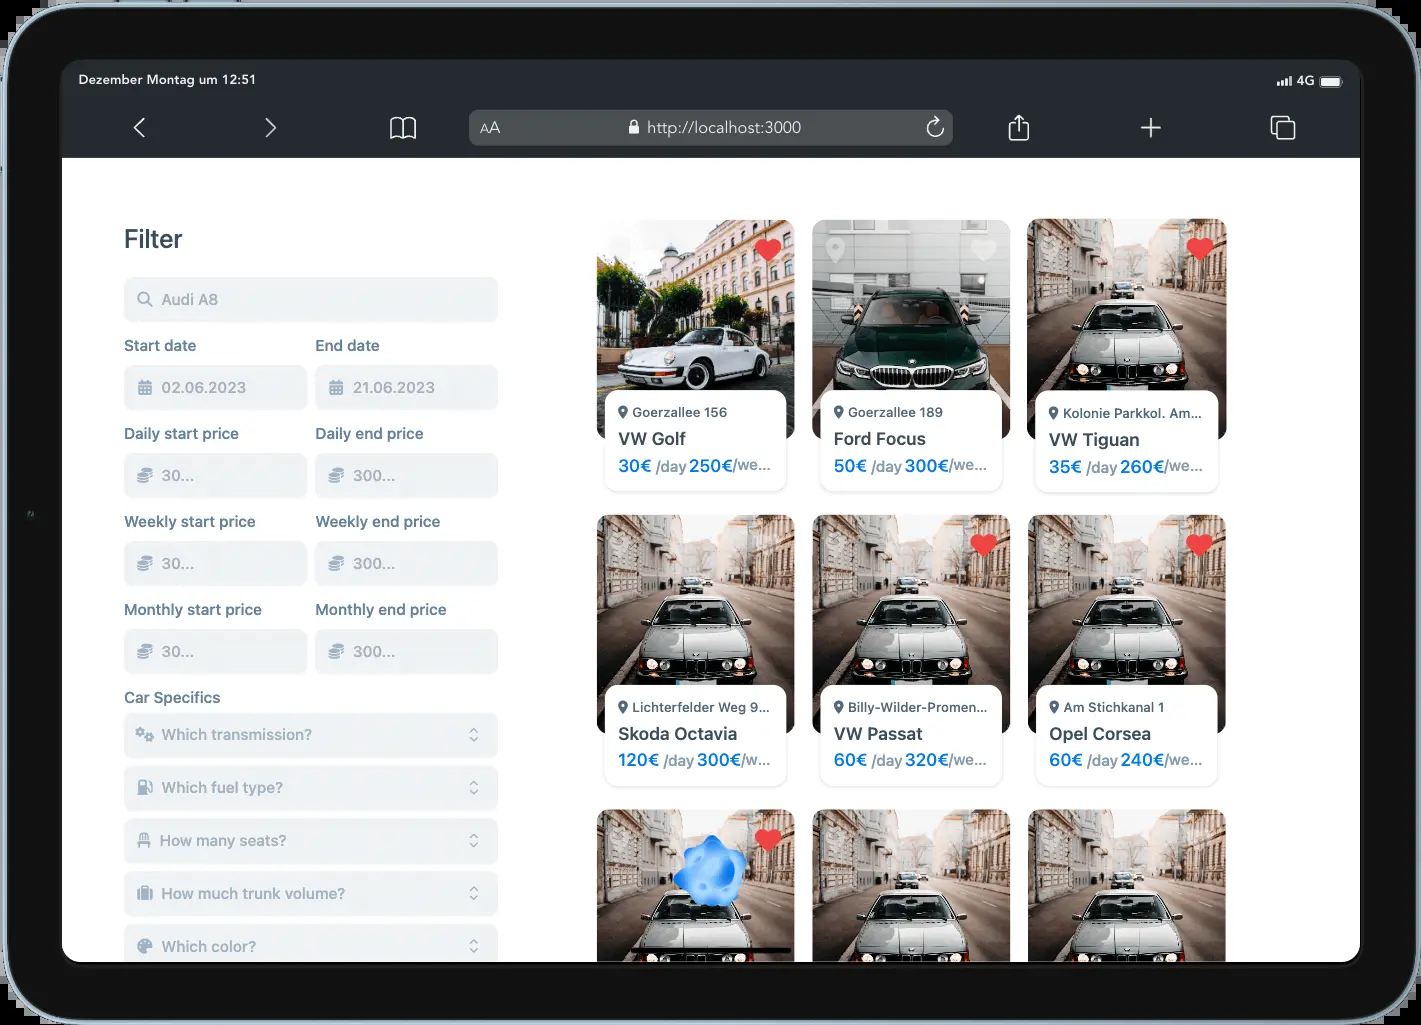 Dezember Montag um 12:51
4G
AA
http://localhost:3000
Filter
Audi A8
Start date
End date
02.06.2023
21.06.2023
Daily start price
Daily end price
30...
300...
Weekly start price
Weekly end price
30...
300...
Monthly start price
Monthly end price
30...
300...
Car Specifics
Which transmission?
Which fuel type?
How many seats?
How much trunk volume?
Which color?
Goerzallee 156
VW Golf
30€ /day 250€/we...
Goerzallee 189
Ford Focus
50€ /day 300€/we...
Kolonie Parkkol. Am...
VW Tiguan
35€ /day 260€/we...
Lichterfelder Weg 9...
Skoda Octavia
120€ /day 300€/w...
Billy-Wilder-Promen...
VW Passat
60€ /day 320€/we...
Am Stichkanal 1
Opel Corsea
60€ /day 240€/we...